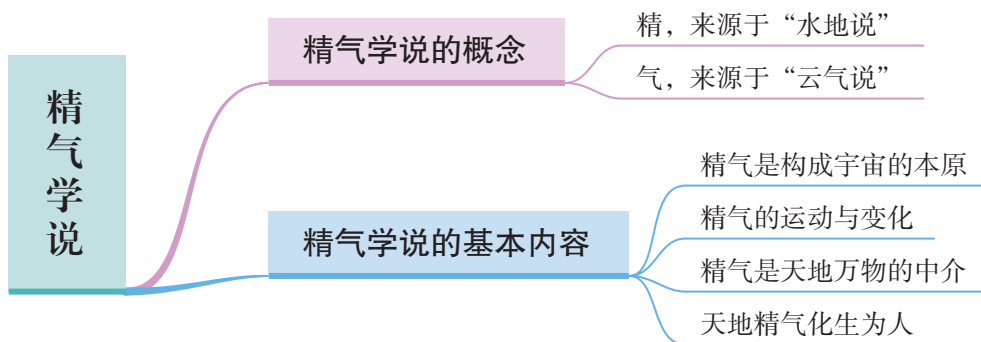 精气学说
精气学说的概念
精，来源于“水地说”
气，来源于“云气说”
精气学说的基本内容
精气是构成宇宙的本原
精气的运动与变化
精气是天地万物的中介
天地精气化生为人